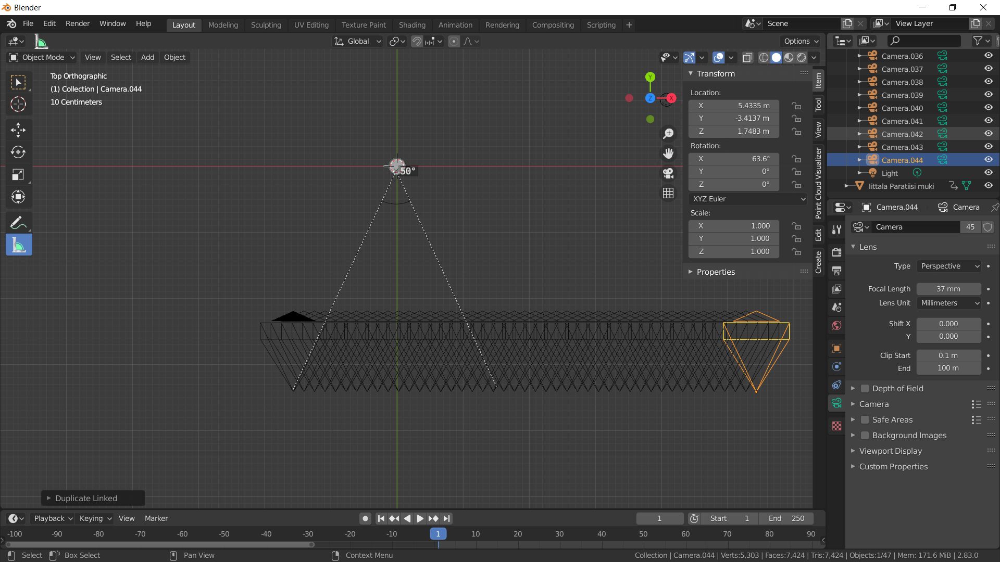 Blender
File Edit Render Window Help
Layout Modeling Sculpting UV Editing Texture Paint Shading Animation Rendering Compositing Scripting +
Scene
View Layer
Global
Options
Object Mode View Select Add Object
Top Orthographic
(1) Collection | Camera.044
10 Centimeters
Y
Z
X
50°
Transform
Location:
X 5.4335 m
Y -3.4137 m
Z 1.7483 m
Rotation:
X 63.6°
Y 0°
Z 0°
XYZ Euler
Scale:
X 1.000
Y 1.000
Z 1.000
Properties
Item
Tool
View
Point Cloud Visualizer
Edit
Create
Camera.036
Camera.037
Camera.038
Camera.039
Camera.040
Camera.041
Camera.042
Camera.043
Camera.044
Light
Iittala Paratiisi muki
Camera.044 Camera
Camera 45
Lens
Type Perspective
Focal Length 37 mm
Lens Unit Millimeters
Shift X 0.000
Y 0.000
Clip Start 0.1 m
End 100 m
Depth of Field
Camera
Safe Areas
Background Images
Viewport Display
Custom Properties
Duplicate Linked
Playback Keying View Marker
1
Start 1
End 250
-100 -90 -80 -70 -60 -50 -40 -30 -20 -10 1 10 20 30 40 50 60 70 80 90
Select Box Select Pan View Context Menu
Collection | Camera.044 | Verts:5,303 | Faces:7,424 | Tris:7,424 | Objects:1/47 | Mem: 171.6 MiB | 2.83.0